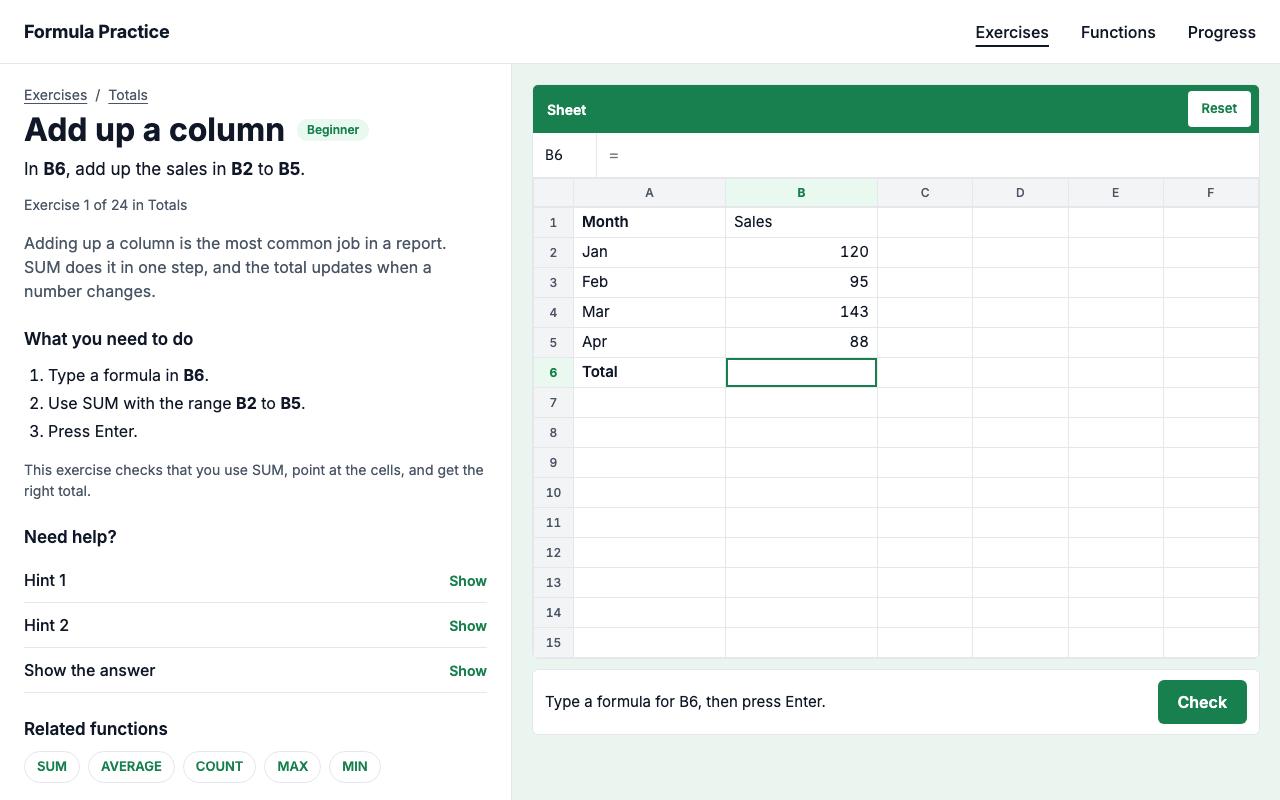 Formula Practice
Exercises
Functions
Progress
Exercises / Totals
Add up a column
Beginner
In B6, add up the sales in B2 to B5.
Exercise 1 of 24 in Totals
Adding up a column is the most common job in a report.
SUM does it in one step, and the total updates when a
number changes.
What you need to do
1. Type a formula in B6.
2. Use SUM with the range B2 to B5.
3. Press Enter.
This exercise checks that you use SUM, point at the cells, and get the
right total.
Need help?
Hint 1 Show
Hint 2 Show
Show the answer Show
Related functions
SUM AVERAGE COUNT MAX MIN
Sheet
Reset
B6 =
A B C D E F
1 Month Sales
2 Jan 120
3 Feb 95
4 Mar 143
5 Apr 88
6 Total
7
8
9
10
11
12
13
14
15
Type a formula for B6, then press Enter.
Check